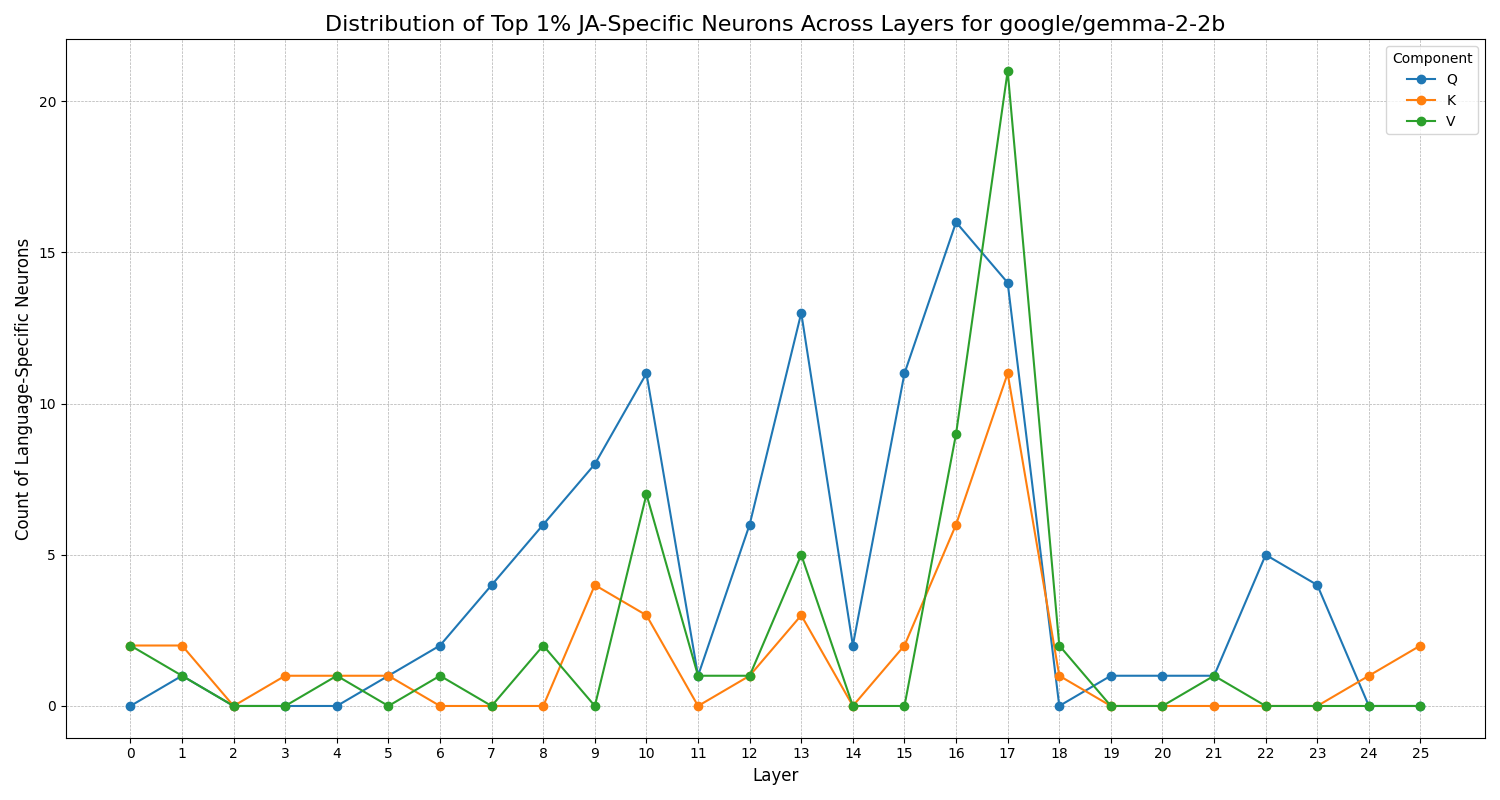 Distribution of Top 1% JA-Specific Neurons Across Layers for google/gemma-2-2b
Count of Language-Specific Neurons
20
15
10
5
0
Component
Q
K
V
0 1 2 3 4 5 6 7 8 9 10 11 12 13 14 15 16 17 18 19 20 21 22 23 24 25
Layer